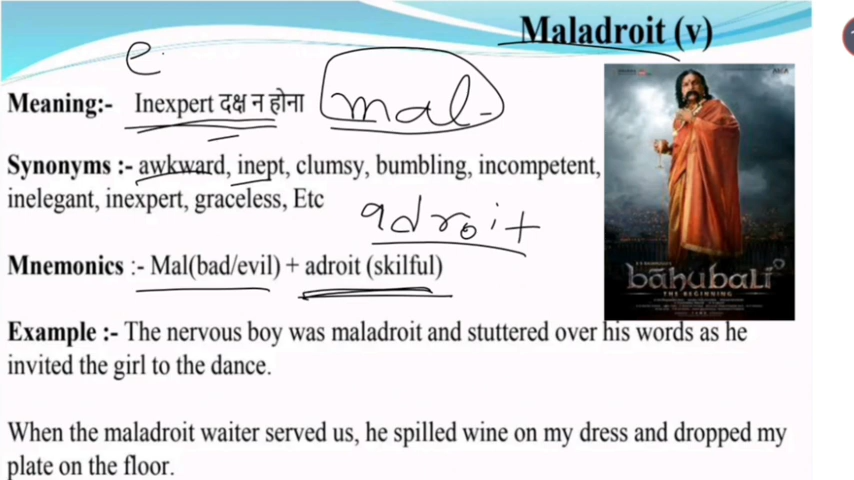 Maladroit (v)
e
Meaning:- Inexpert दक्ष न होना
mal-
Synonyms :- awkward, inept, clumsy, bumbling, incompetent,
inelegant, inexpert, graceless, Etc
adroit
Mnemonics :- Mal(bad/evil) + adroit (skilful)
bāhubali
THE BEGINNING
Example :- The nervous boy was maladroit and stuttered over his words as he
invited the girl to the dance.
When the maladroit waiter served us, he spilled wine on my dress and dropped my
plate on the floor.